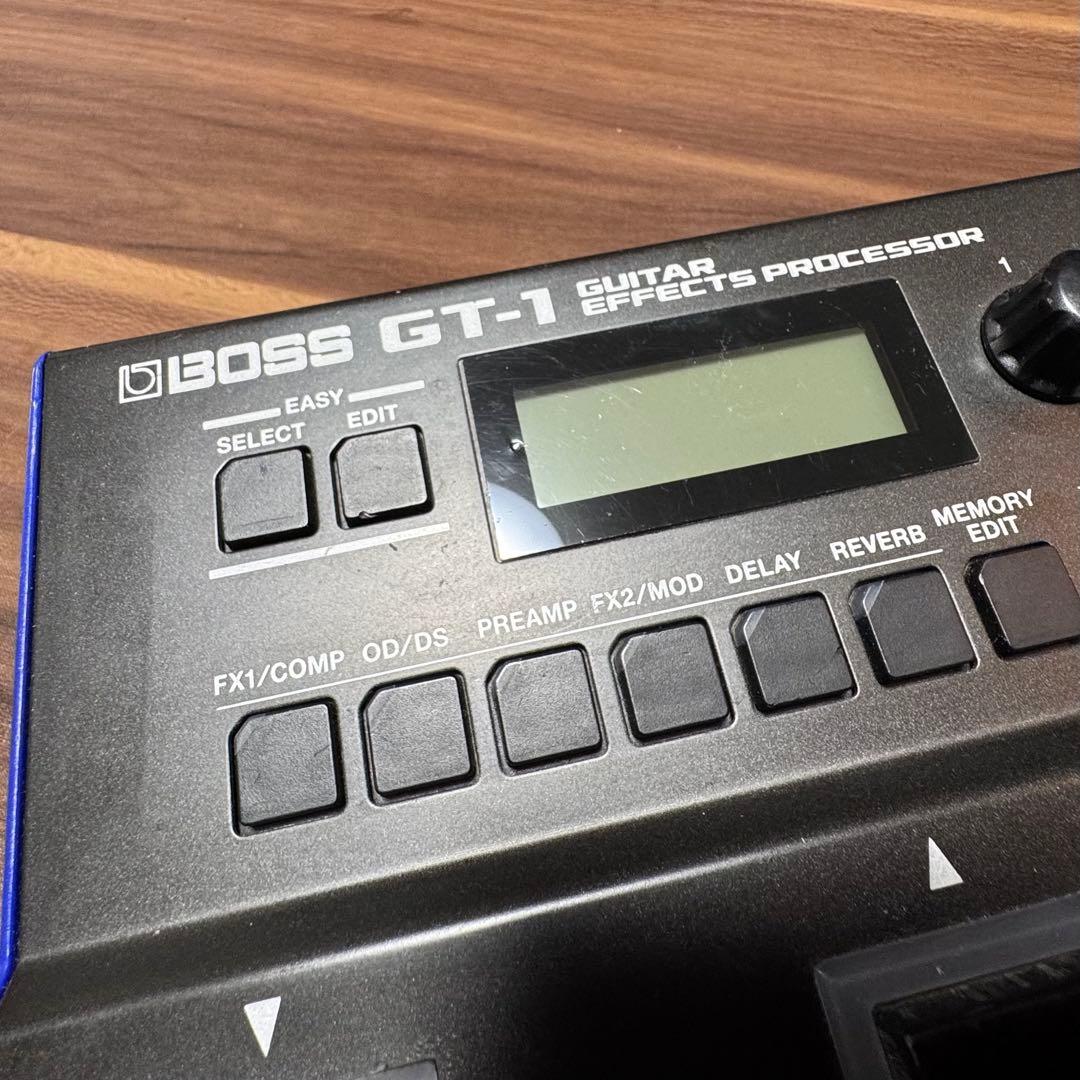 BOSS GT-1 GUITAR
EFFECTS PROCESSOR
1
EASY
SELECT EDIT
FX1/COMP OD/DS PREAMP FX2/MOD DELAY REVERB MEMORY
EDIT